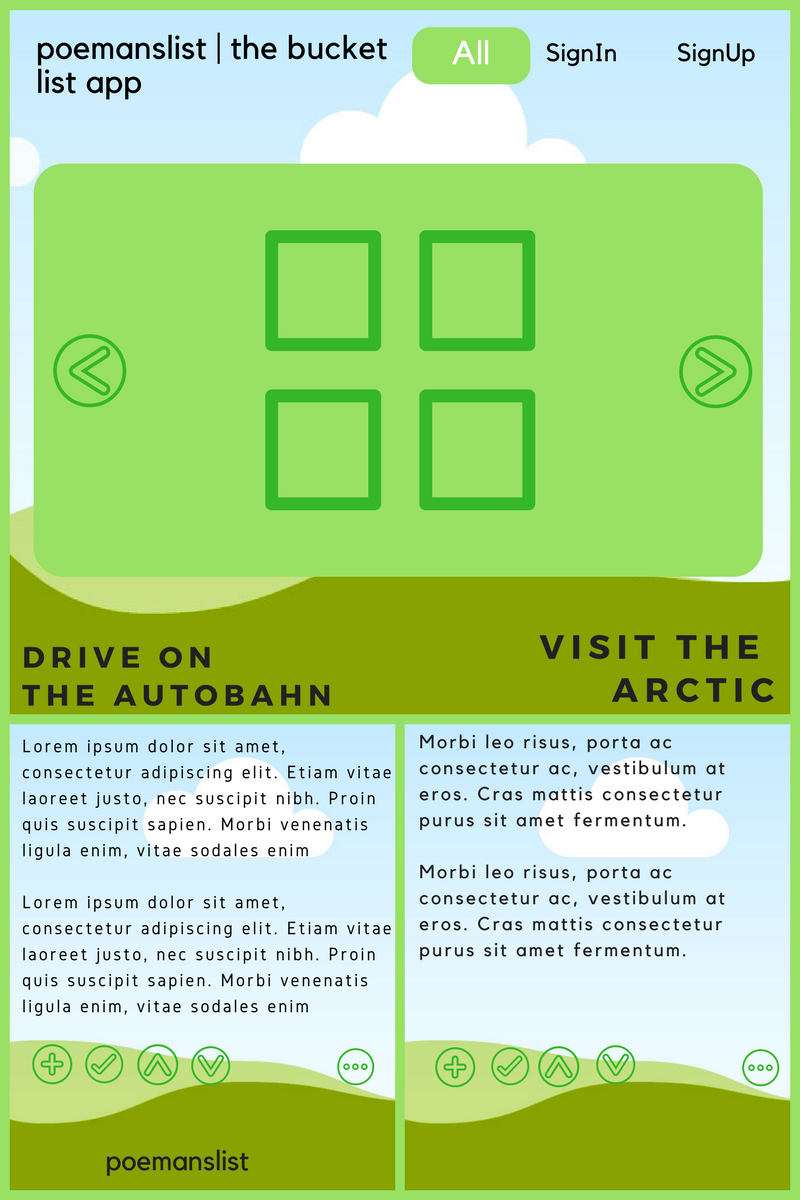 poemanslist | the bucket
list app
All
SignIn
SignUp
DRIVE ON
THE AUTOBAHN
VISIT THE
ARCTIC
Lorem ipsum dolor sit amet,
consectetur adipiscing elit. Etiam vitae
laoreet justo, nec suscipit nibh. Proin
quis suscipit sapien. Morbi venenatis
ligula enim, vitae sodales enim
Lorem ipsum dolor sit amet,
consectetur adipiscing elit. Etiam vitae
laoreet justo, nec suscipit nibh. Proin
quis suscipit sapien. Morbi venenatis
ligula enim, vitae sodales enim
Morbi leo risus, porta ac
consectetur ac, vestibulum at
eros. Cras mattis consectetur
purus sit amet fermentum.
Morbi leo risus, porta ac
consectetur ac, vestibulum at
eros. Cras mattis consectetur
purus sit amet fermentum.
poemanslist